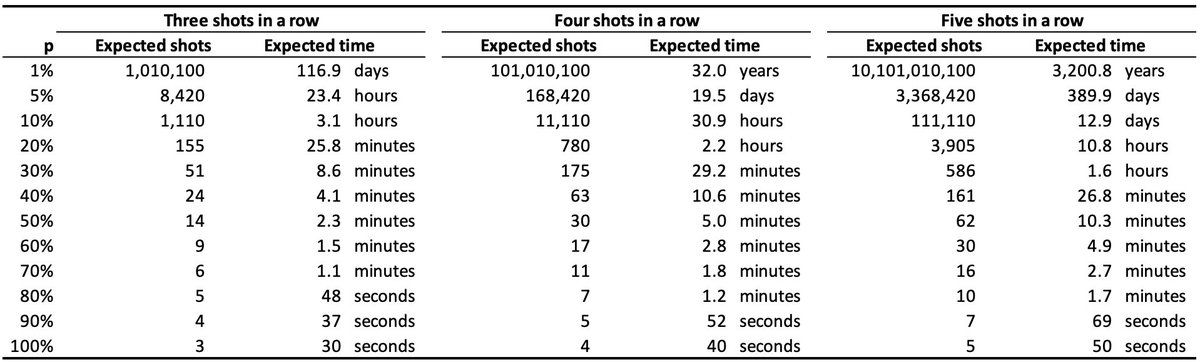 Three shots in a row Four shots in a row Five shots in a row
p Expected shots Expected time Expected shots Expected time Expected shots Expected time
1% 1,010,100 116.9 days 101,010,100 32.0 years 10,101,010,100 3,200.8 years
5% 8,420 23.4 hours 168,420 19.5 days 3,368,420 389.9 days
10% 1,110 3.1 hours 11,110 30.9 hours 111,110 12.9 days
20% 155 25.8 minutes 780 2.2 hours 3,905 10.8 hours
30% 51 8.6 minutes 175 29.2 minutes 586 1.6 hours
40% 24 4.1 minutes 63 10.6 minutes 161 26.8 minutes
50% 14 2.3 minutes 30 5.0 minutes 62 10.3 minutes
60% 9 1.5 minutes 17 2.8 minutes 30 4.9 minutes
70% 6 1.1 minutes 11 1.8 minutes 16 2.7 minutes
80% 5 48 seconds 7 1.2 minutes 10 1.7 minutes
90% 4 37 seconds 5 52 seconds 7 69 seconds
100% 3 30 seconds 4 40 seconds 5 50 seconds